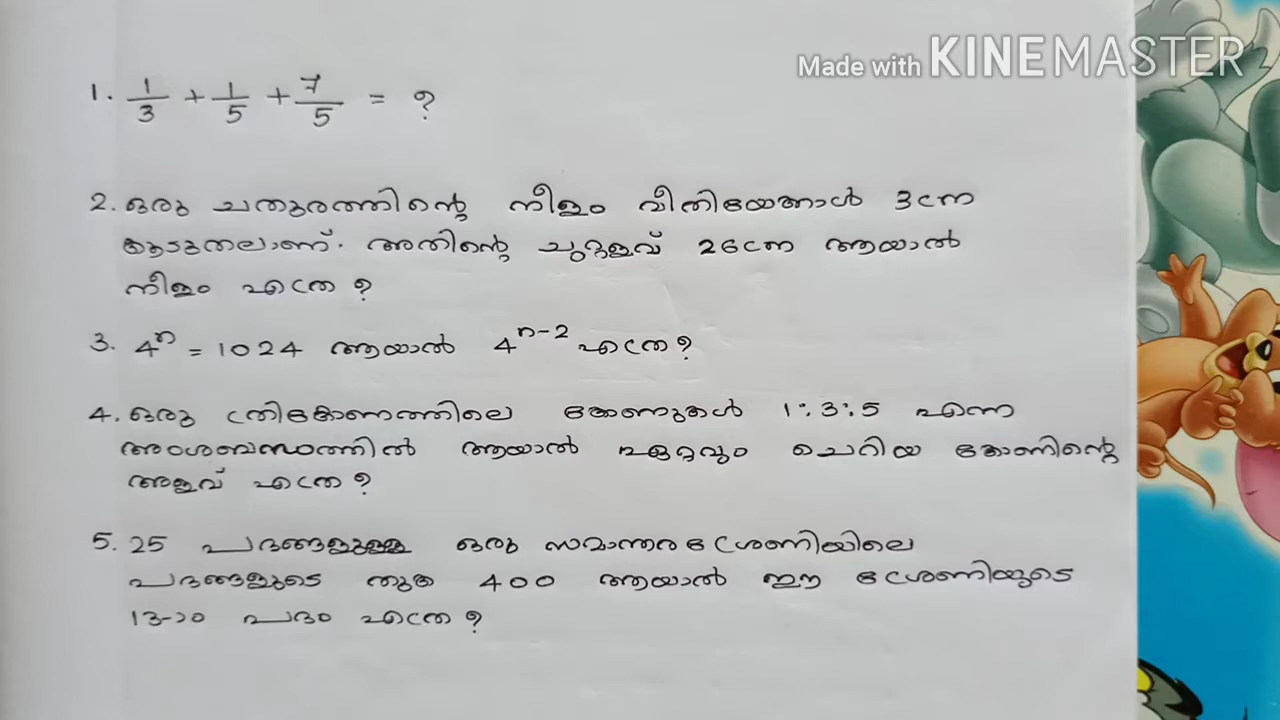 Made with KINEMASTER
1. 1/3 + 1/5 + 7/5 = ?
2. ഒരു ചതുരത്തിന്റെ നീളം വീതിയേക്കാൾ 3cm
കൂടുതലാണ്. അതിന്റെ ചുറ്റളവ് 26cm ആയാൽ
നീളം എത്ര?
3. 4ⁿ = 1024 ആയാൽ 4ⁿ⁻² എത്ര?
4. ഒരു ത്രികോണത്തിലെ കോണുകൾ 1:3:5 എന്ന
അംശബന്ധത്തിൽ ആയാൽ ഏറ്റവും ചെറിയ കോണിന്റെ
അളവ് എത്ര?
5. 25 പദങ്ങളുള്ള ഒരു സമാന്തരശ്രേണിയിലെ
പദങ്ങളുടെ തുക 400 ആയാൽ ഈ ശ്രേണിയുടെ
13-ാം പദം എത്ര?